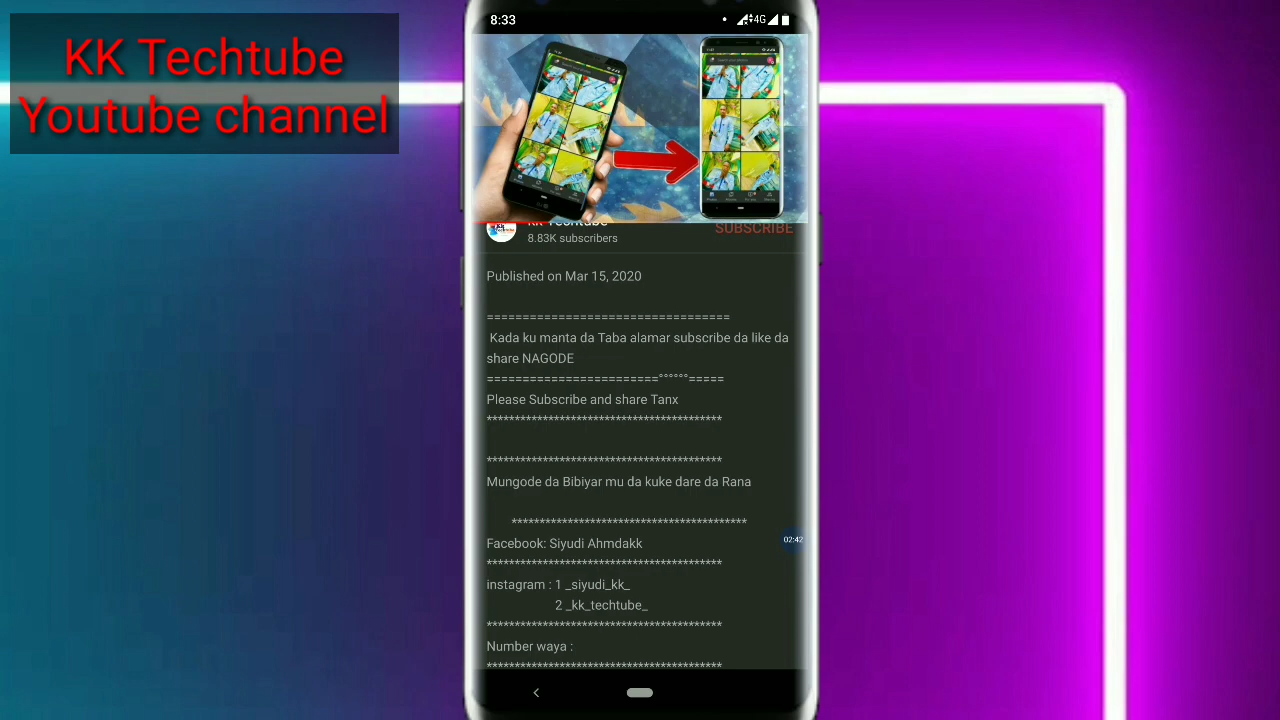 KK Techtube
Youtube channel
8:33
4G
KK Techtube
8.83K subscribers
SUBSCRIBE
Published on Mar 15, 2020
=================================
Kada ku manta da Taba alamar subscribe da like da
share NAGODE
========================°°°°°°=====
Please Subscribe and share Tanx
******************************************
******************************************
Mungode da Bibiyar mu da kuke dare da Rana
******************************************
Facebook: Siyudi Ahmdakk
******************************************
instagram : 1 _siyudi_kk_
2 _kk_techtube_
******************************************
Number waya :
******************************************
02:42